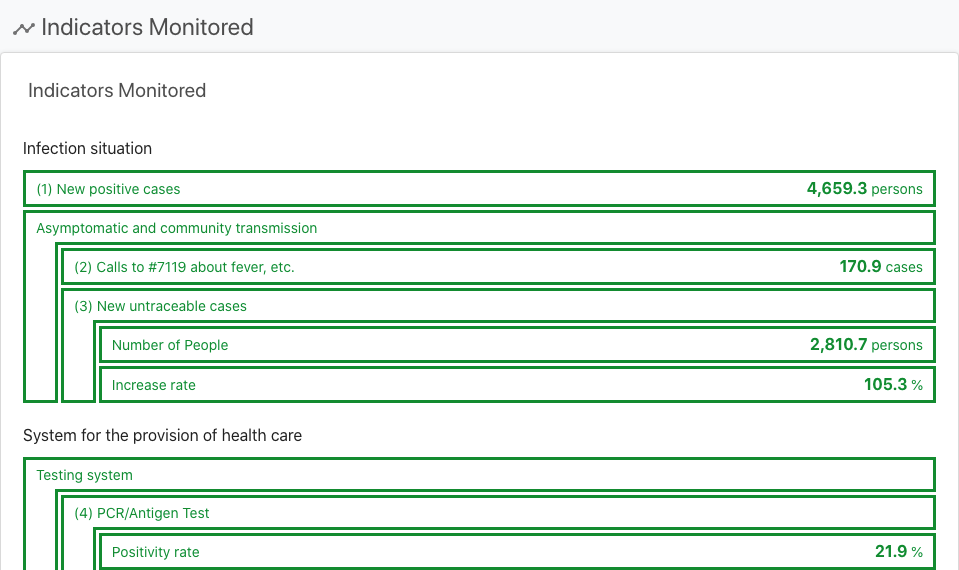 Indicators Monitored
Indicators Monitored
Infection situation
(1) New positive cases 4,659.3 persons
Asymptomatic and community transmission
(2) Calls to #7119 about fever, etc. 170.9 cases
(3) New untraceable cases
Number of People 2,810.7 persons
Increase rate 105.3 %
System for the provision of health care
Testing system
(4) PCR/Antigen Test
Positivity rate 21.9 %